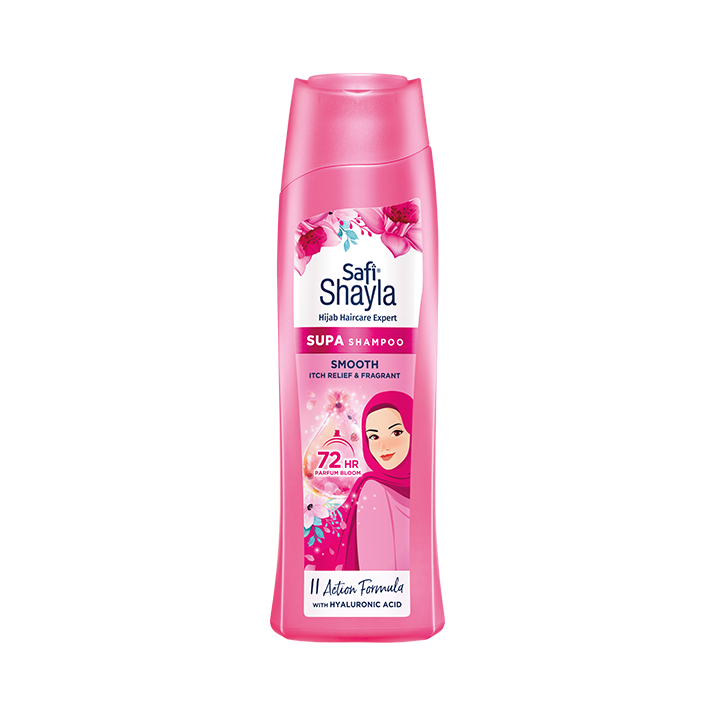 Safi®
Shayla
Hijab Haircare Expert
SUPA SHAMPOO
SMOOTH
ITCH RELIEF & FRAGRANT
72 HR
PARFUM BLOOM
11 Action Formula
WITH HYALURONIC ACID